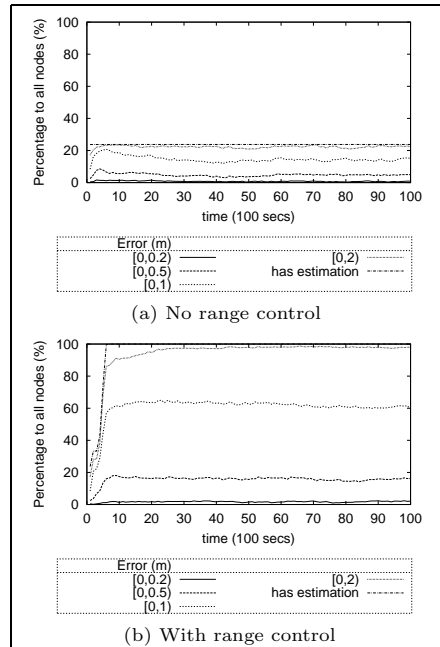 Percentage to all nodes (%)
100
80
60
40
20
0
0 10 20 30 40 50 60 70 80 90 100
time (100 secs)
Error (m)
[0,0.2) [0,2)
[0,0.5) has estimation
[0,1)
(a) No range control
Percentage to all nodes (%)
100
80
60
40
20
0
0 10 20 30 40 50 60 70 80 90 100
time (100 secs)
Error (m)
[0,0.2) [0,2)
[0,0.5) has estimation
[0,1)
(b) With range control